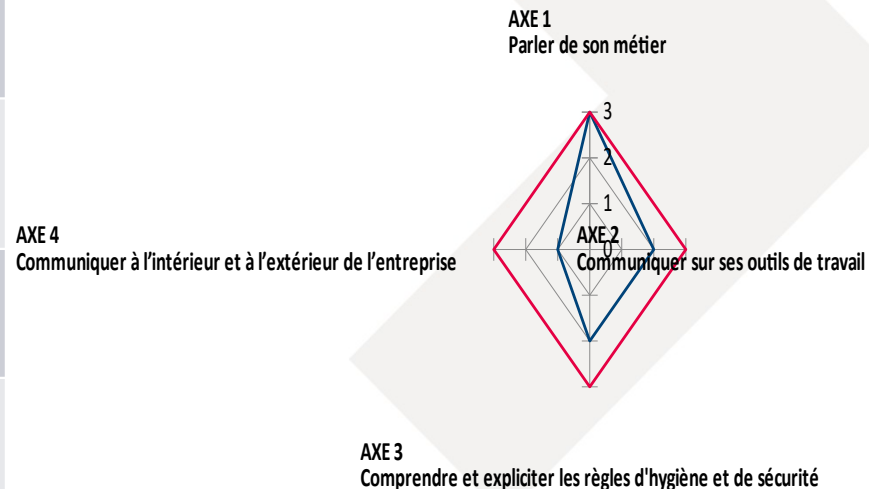 AXE 1
Parler de son métier
3
2
1
0
AXE 4
Communiquer à l’intérieur et à l’extérieur de l’entreprise
AXE 2
Communiquer sur ses outils de travail
AXE 3
Comprendre et expliciter les règles d'hygiène et de sécurité